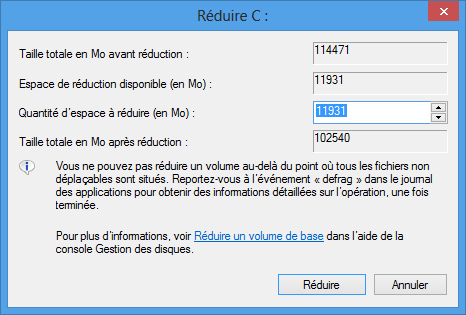 Réduire C :
Taille totale en Mo avant réduction : 114471
Espace de réduction disponible (en Mo) : 11931
Quantité d'espace à réduire (en Mo) : 11931
Taille totale en Mo après réduction : 102540
Vous ne pouvez pas réduire un volume au-delà du point où tous les fichiers non
déplaçables sont situés. Reportez-vous à l'événement « defrag » dans le journal
des applications pour obtenir des informations détaillées sur l'opération, une fois
terminée.
Pour plus d'informations, voir Réduire un volume de base dans l'aide de la
console Gestion des disques.
Réduire Annuler